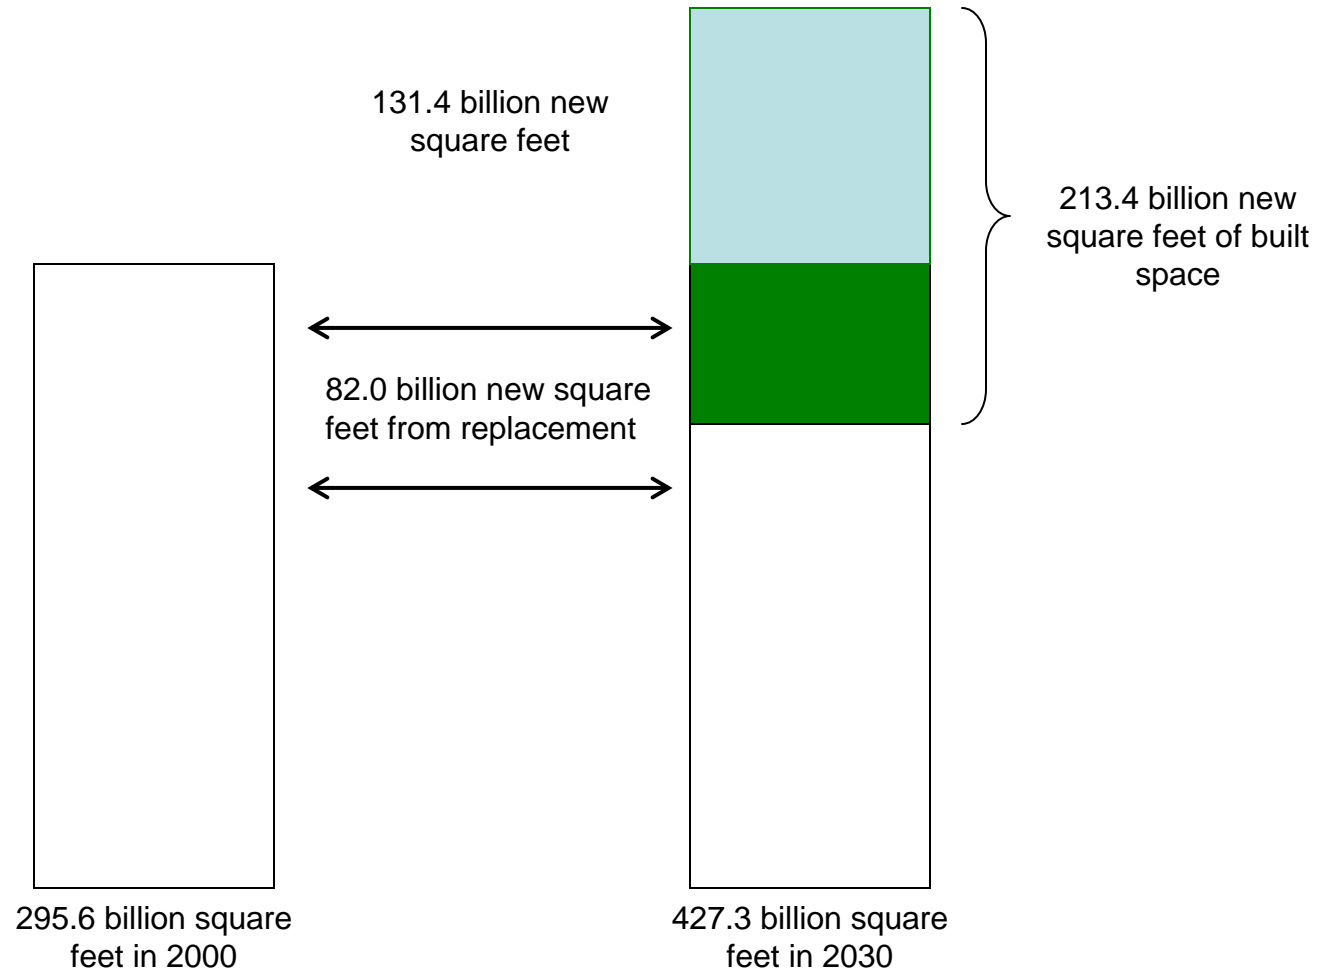 131.4 billion new
square feet
213.4 billion new
square feet of built
space
82.0 billion new square
feet from replacement
295.6 billion square
feet in 2000
427.3 billion square
feet in 2030